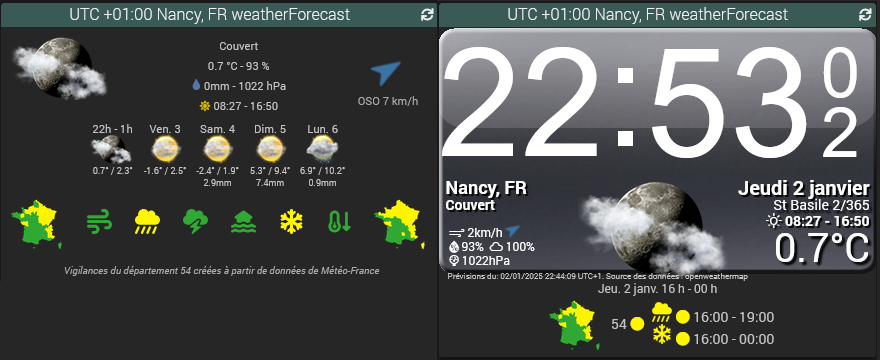 UTC +01:00 Nancy, FR weatherForecast
Couvert
0.7 °C - 93 %
0mm - 1022 hPa
08:27 - 16:50
OSO 7 km/h
22h - 1h Ven. 3 Sam. 4 Dim. 5 Lun. 6
0.7° / 2.3° -1.6° / 2.5° -2.4° / 1.9° 5.3° / 9.4° 6.9° / 10.2°
2.9mm 7.4mm 0.9mm
Vigilances du département 54 créées à partir de données de Météo-France
UTC +01:00 Nancy, FR weatherForecast
22:53 02
Nancy, FR
Couvert
2km/h
93% 100%
1022hPa
Jeudi 2 janvier
St Basile 2/365
08:27 - 16:50
0.7°C
Prévisions du: 02/01/2025 22:44:09 UTC+1. Source des données : openweathermap
Jeu. 2 janv. 16 h - 00 h
54
16:00 - 19:00
16:00 - 00:00